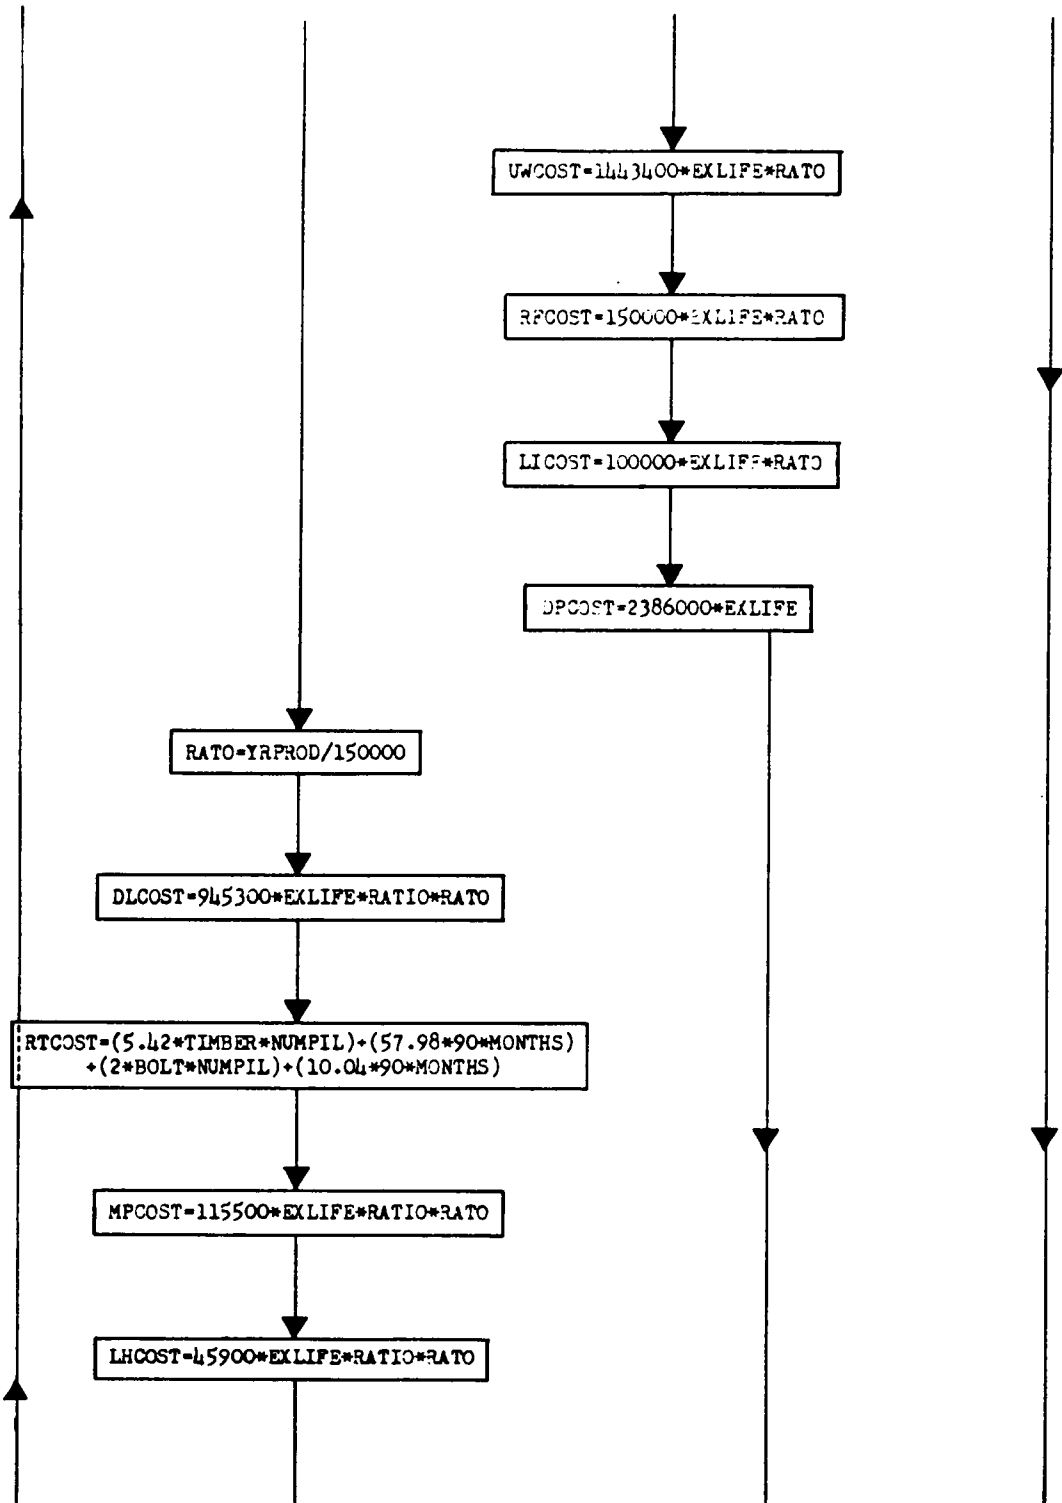 UWCOST=1443400*EXLIFE*RATO
RFCOST=150000*EXLIFE*RATO
LICOST=100000*EXLIFE*RATO
DPCOST=2386000*EXLIFE
RATO=YRPROD/150000
DLCOST=945300*EXLIFE*RATIO*RATO
RTCOST=(5.42*TIMBER*NUMPIL)+(57.98*90*MONTHS)
+(2*BOLT*NUMPIL)+(10.04*90*MONTHS)
MPCOST=115500*EXLIFE*RATIO*RATO
LHCOST=45900*EXLIFE*RATIO*RATO